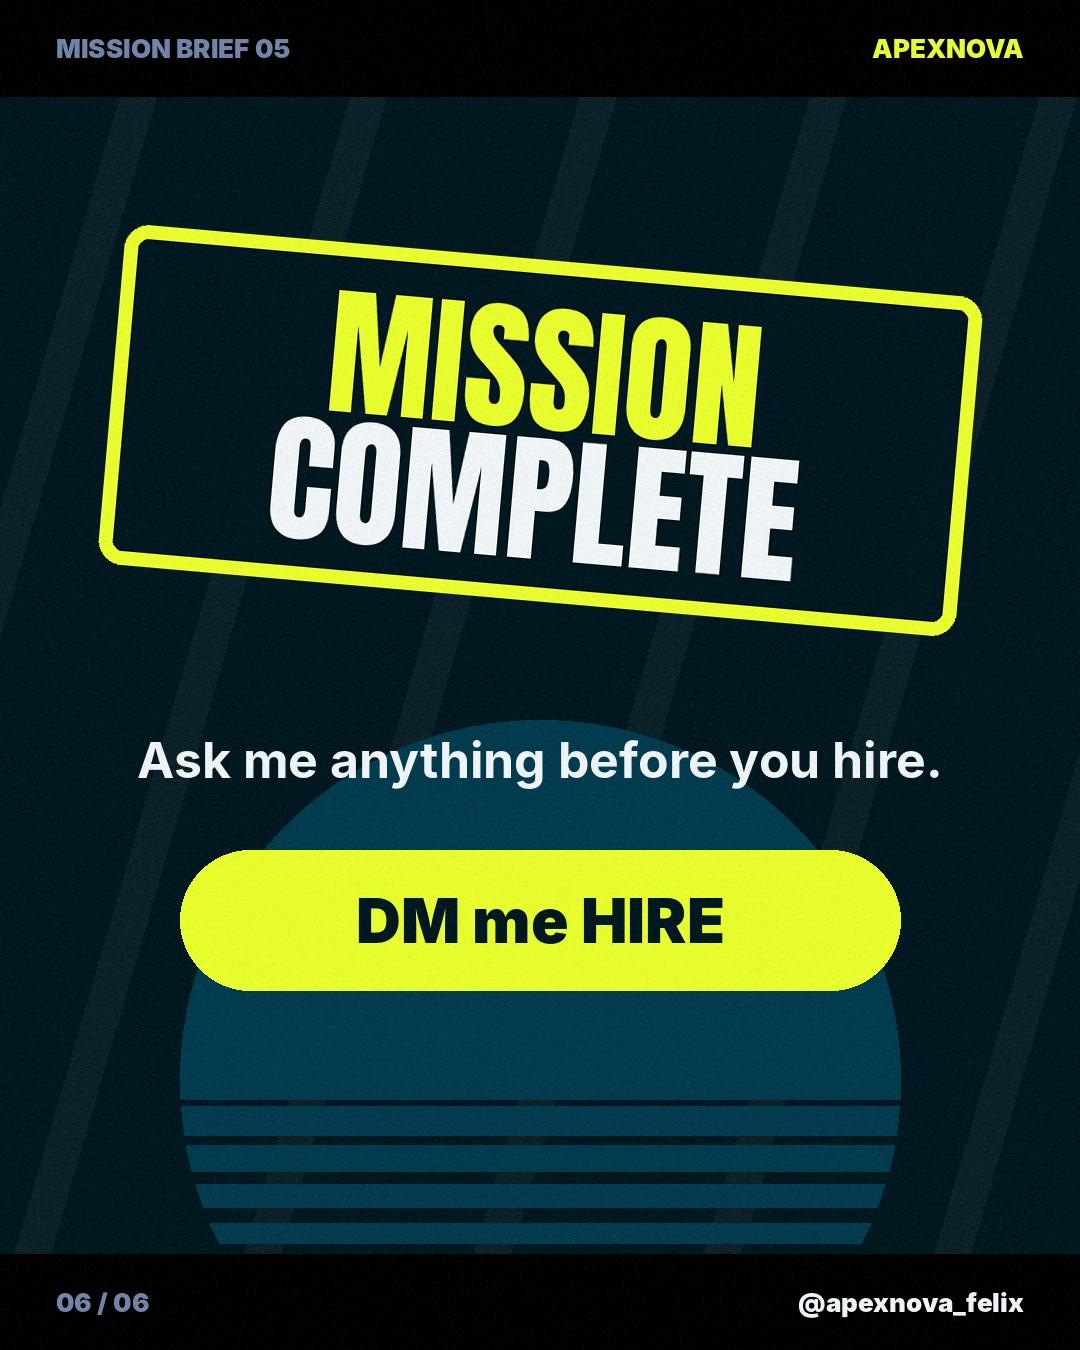 MISSION BRIEF 05
APEXNOVA
MISSION
COMPLETE
Ask me anything before you hire.
DM me HIRE
06 / 06
@apexnova_felix